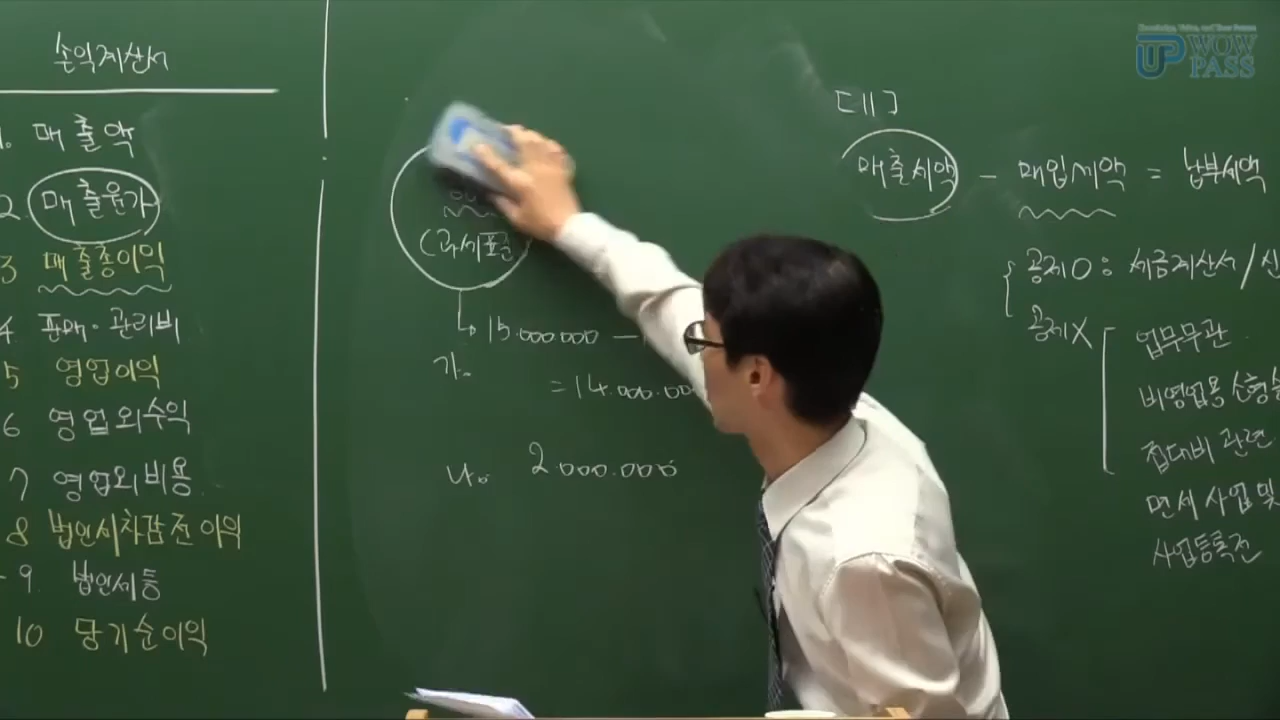 손익계산서
1. 매출액
2. 매출원가
3 매출총이익
4. 판매·관리비
5 영업이익
6 영업외수익
7 영업외비용
8 법인세차감전이익
9. 법인세등
10 당기순이익
(과세표준
15.000.000 -
가.
= 14.000.00
나. 2.000.000
[11]
매출세액 - 매입세액 = 납부세액
공제O : 세금계산서 / 신
공제X
업무무관
비영업용 소형승
접대비 관련
면세사업 및
사업등록전
UP WOW PASS